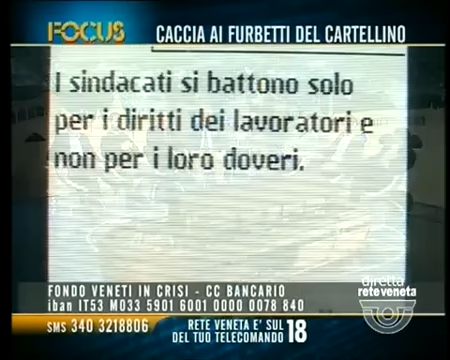 FOCUS
CACCIA AI FURBETTI DEL CARTELLINO
I sindacati si battono solo
per i diritti dei lavoratori e
non per i loro doveri.
FONDO VENETI IN CRISI - CC BANCARIO
iban IT53 M033 5901 6001 0000 0078 840
diretta
reteveneta
SMS 340 3218806
RETE VENETA E' SUL 18
DEL TUO TELECOMANDO